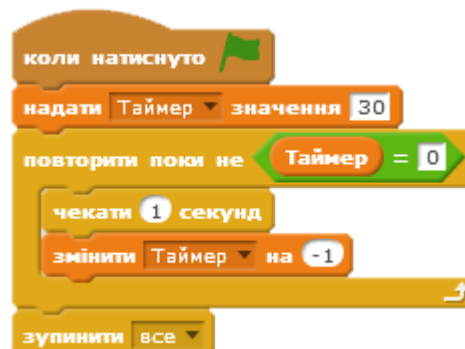 коли натиснуто
надати Таймер значення 30
повторити поки не Таймер = 0
чекати 1 секунд
змінити Таймер на -1
зупинити все